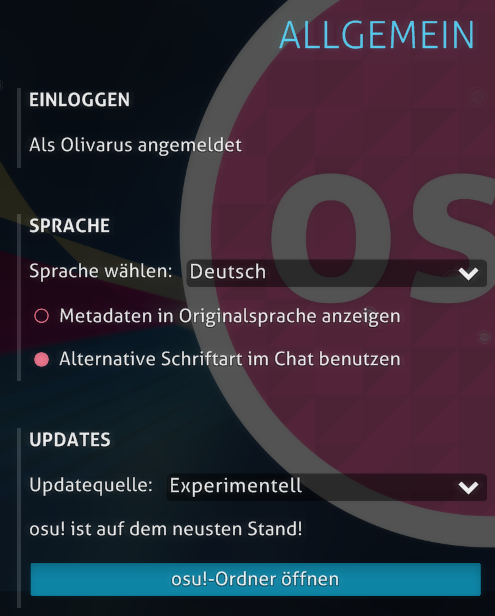 ALLGEMEIN
EINLOGGEN
Als Olivarus angemeldet
SPRACHE
Sprache wählen: Deutsch
Metadaten in Originalsprache anzeigen
Alternative Schriftart im Chat benutzen
UPDATES
Updatequelle: Experimentell
osu! ist auf dem neusten Stand!
osu!-Ordner öffnen
os